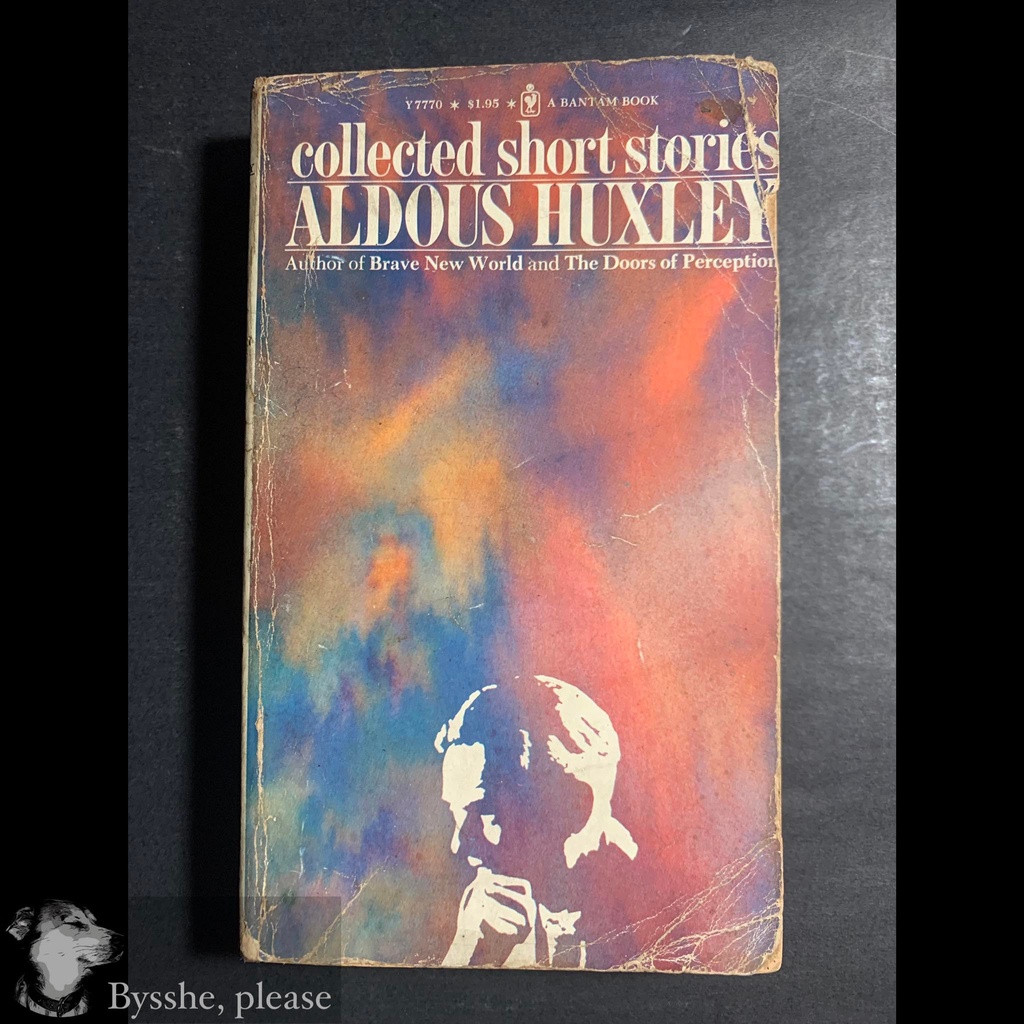 Y7770 * $1.95 * A BANTAM BOOK
collected short stories
ALDOUS HUXLEY
Author of Brave New World and The Doors of Perception
Bysshe, please